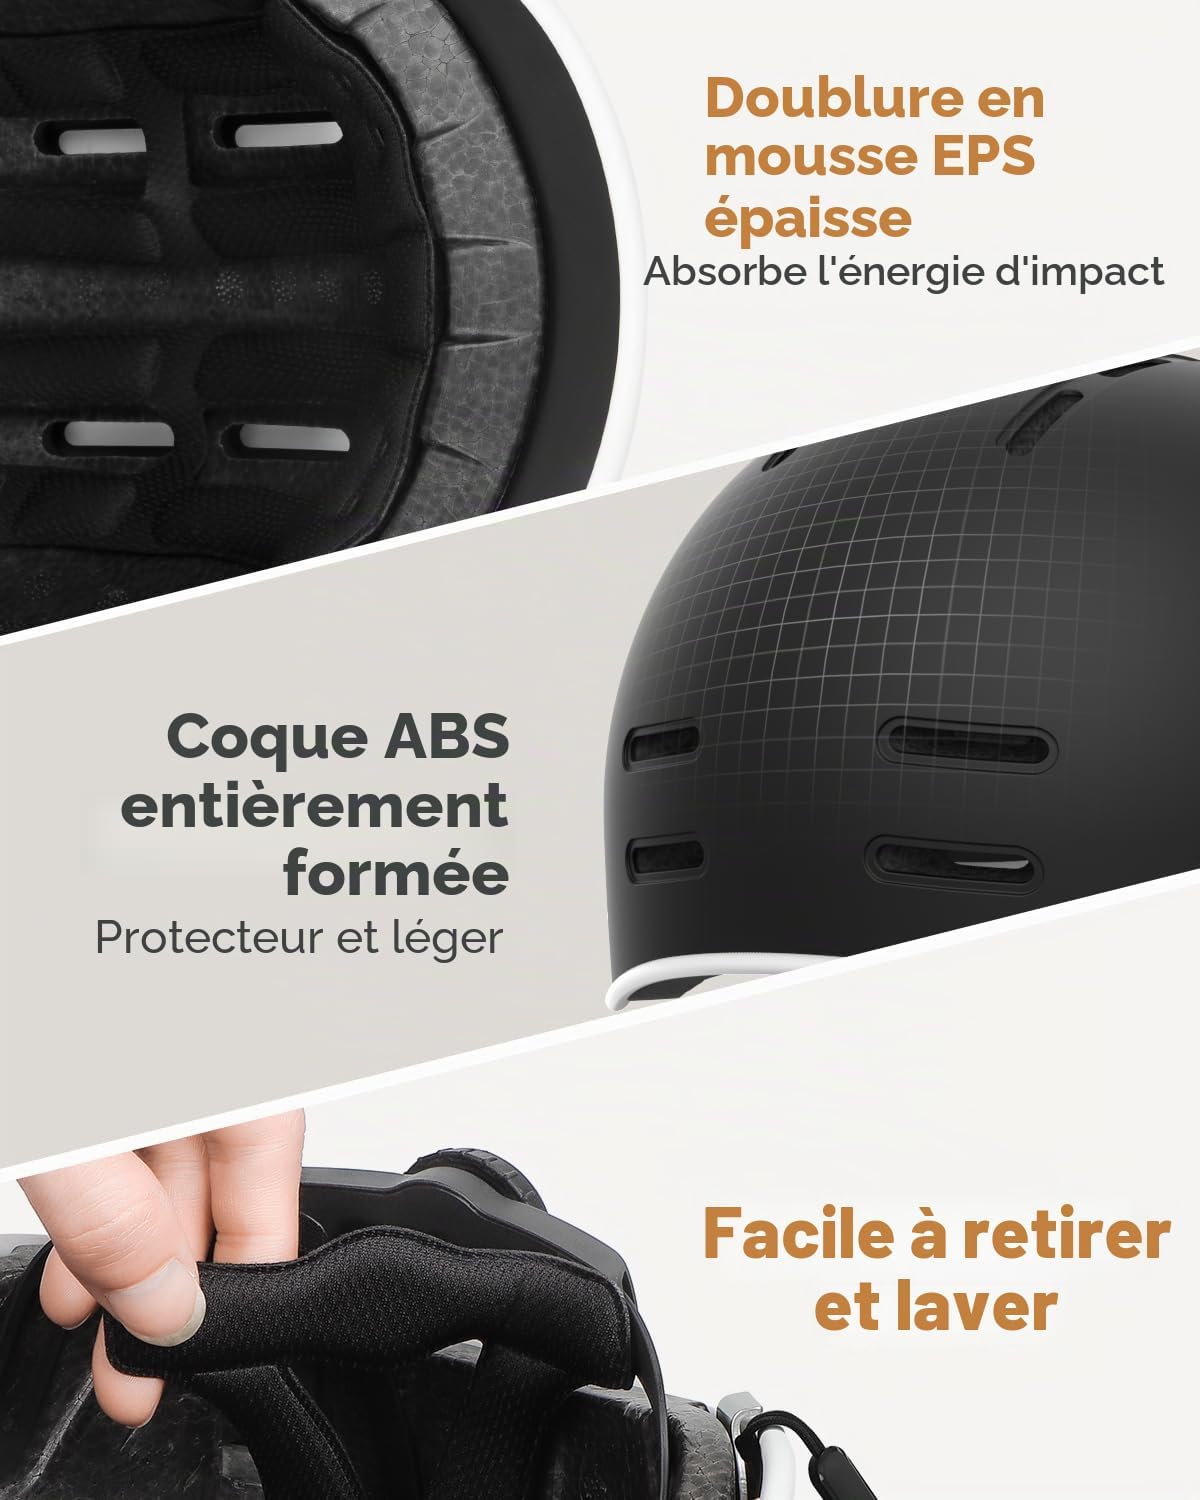 Doublure en
mousse EPS
épaisse
Absorbe l'énergie d'impact
Coque ABS
entièrement
formée
Protecteur et léger
Facile à retirer
et laver